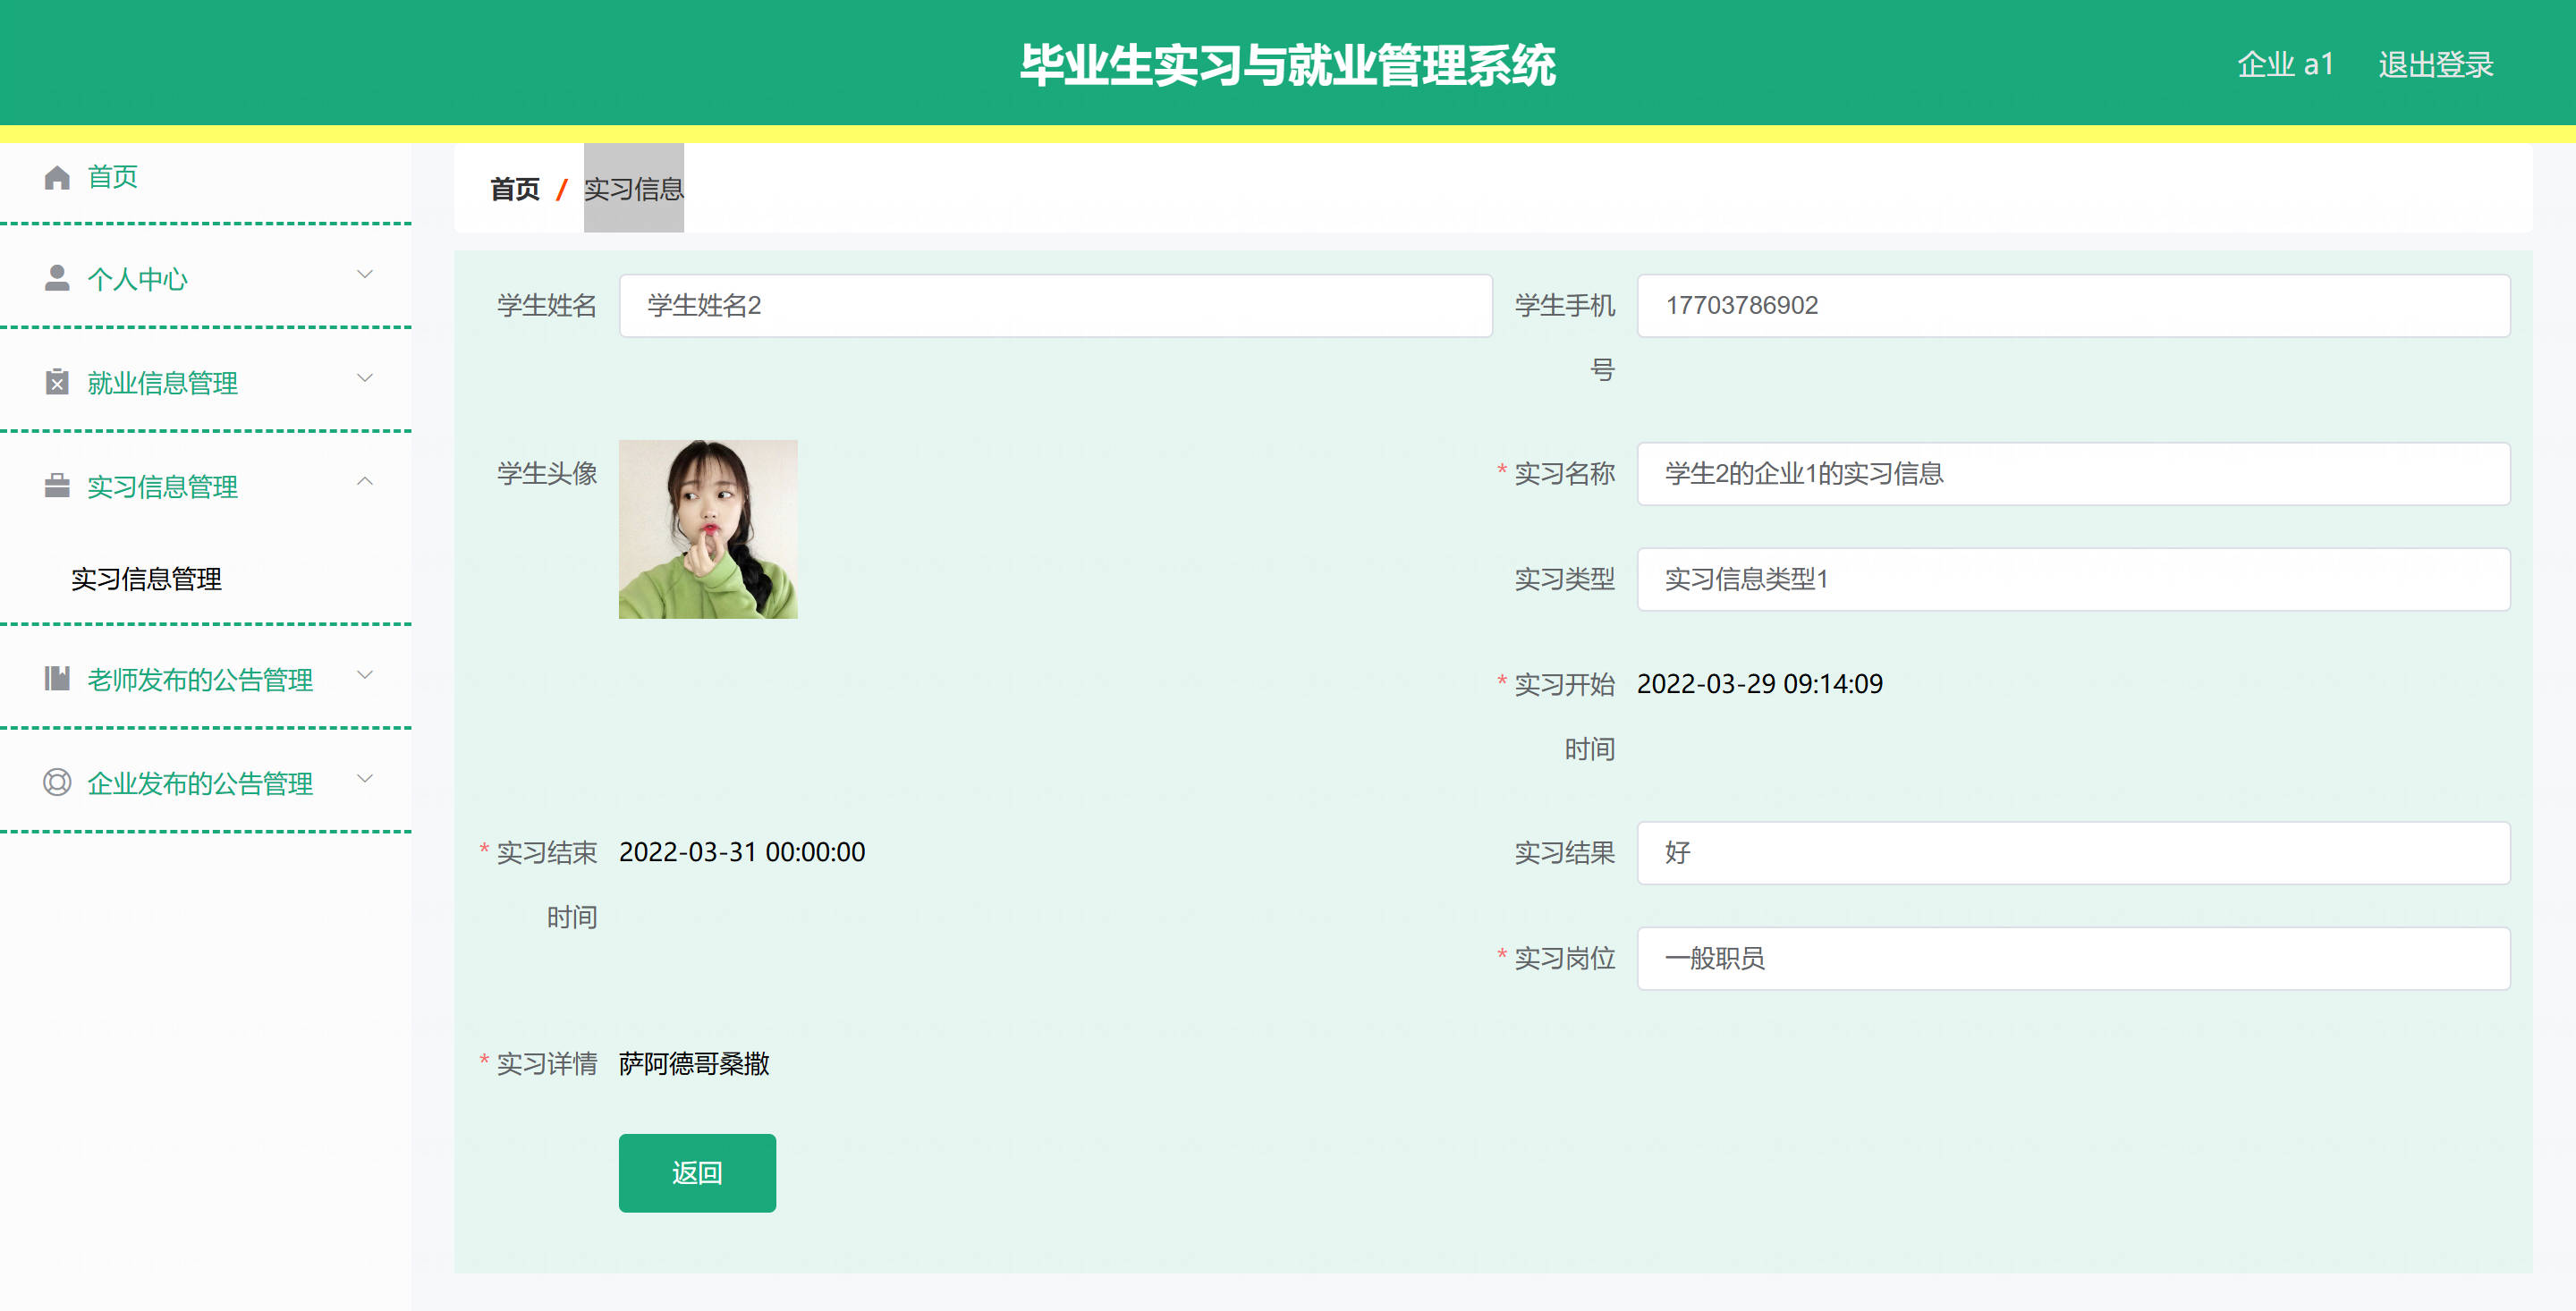 毕业生实习与就业管理系统
企业 a1
退出登录
首页
个人中心
就业信息管理
实习信息管理
实习信息管理
老师发布的公告管理
企业发布的公告管理
首页 / 实习信息
学生姓名 学生姓名2
学生手机
号
17703786902
学生头像
* 实习名称 学生2的企业1的实习信息
实习类型 实习信息类型1
* 实习开始
时间
2022-03-29 09:14:09
* 实习结束
时间
2022-03-31 00:00:00
实习结果 好
* 实习岗位 一般职员
* 实习详情 萨阿德哥桑撒
返回